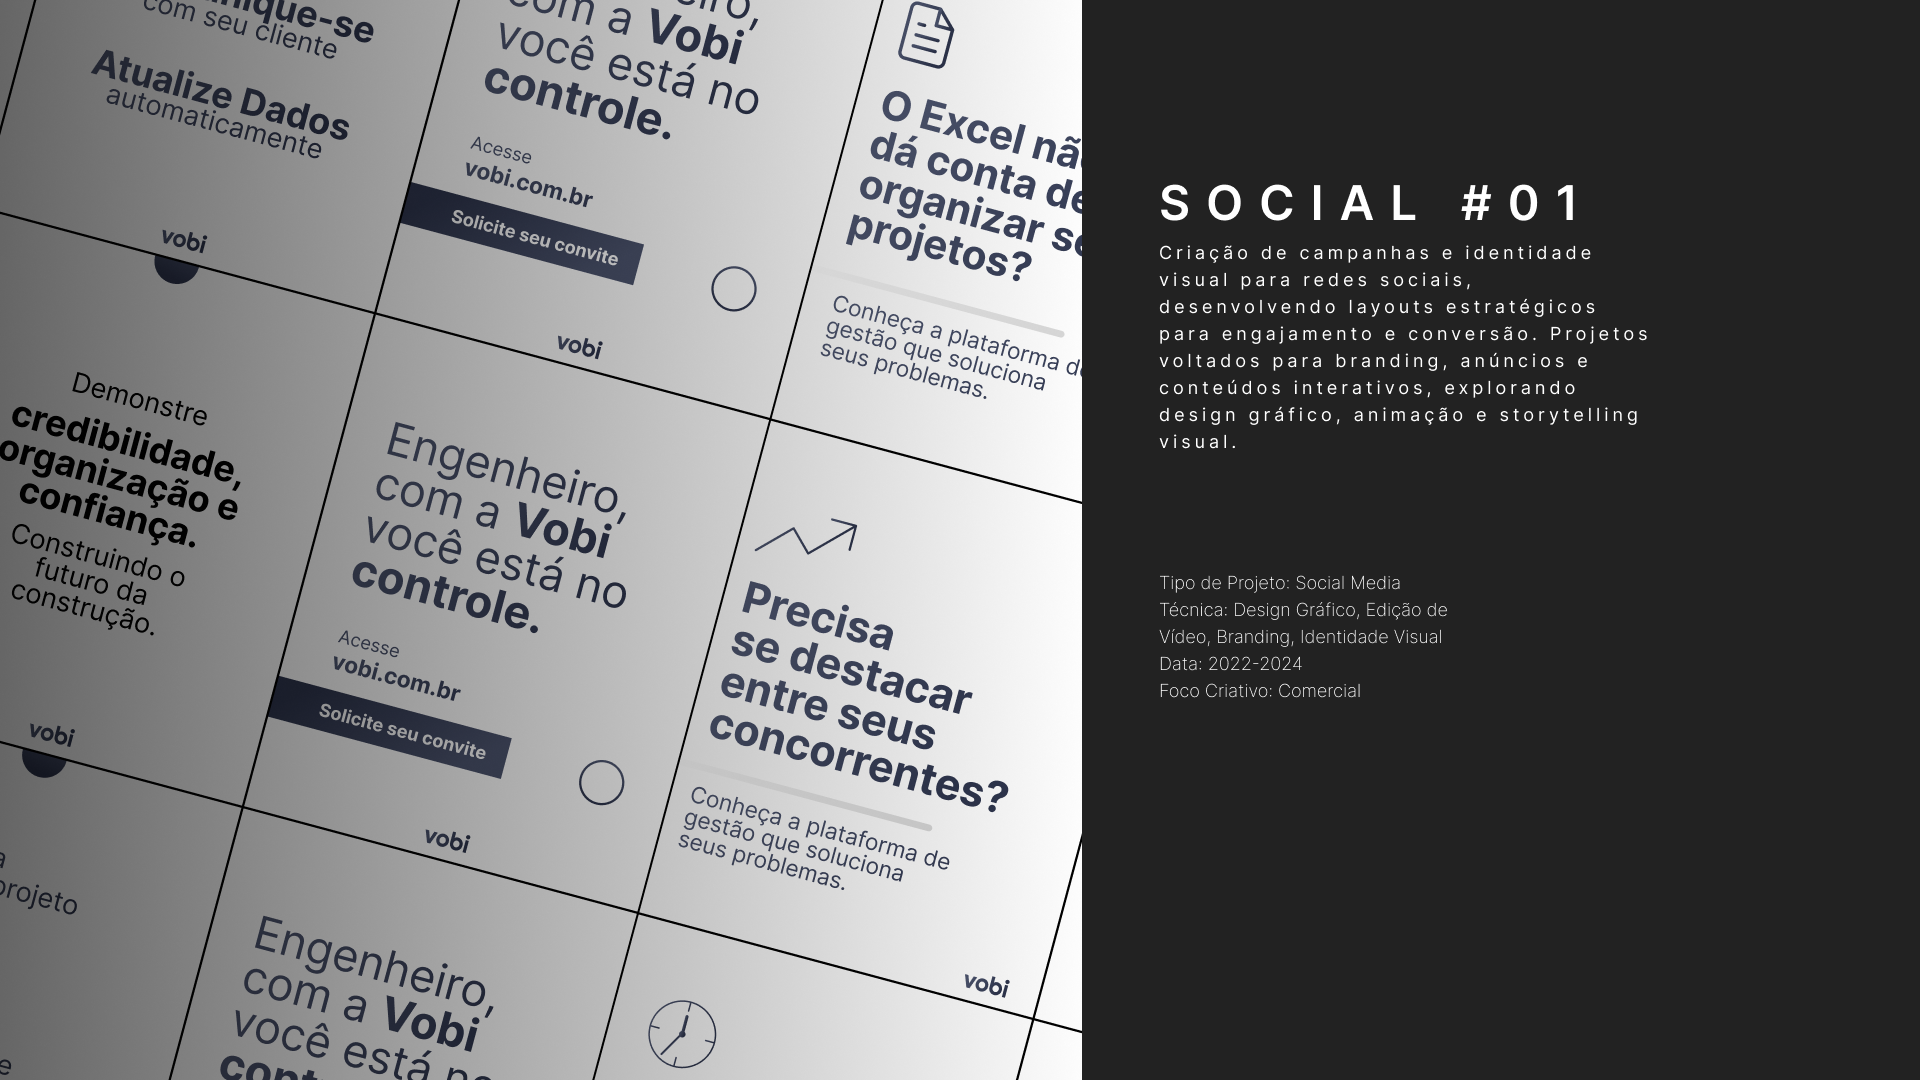 com seu cliente
Atualize Dados
automaticamente
vobi
com a Vobi
você está no
controle.
Acesse
vobi.com.br
Solicite seu convite
vobi
O Excel
dá conta
organizar
projetos?
Conheça a plataforma
gestão que soluciona
seus problemas.
Demonstre
credibilidade,
organização e
confiança.
Construindo o
futuro da
construção.
vobi
Engenheiro,
com a Vobi
você está no
controle.
Acesse
vobi.com.br
Solicite seu convite
vobi
Precisa
se destacar
entre seus
concorrentes?
Conheça a plataforma de
gestão que soluciona
seus problemas.
vobi
projeto
Engenheiro,
com a Vobi
você está
SOCIAL #01
Criação de campanhas e identidade
visual para redes sociais,
desenvolvendo layouts estratégicos
para engajamento e conversão. Projetos
voltados para branding, anúncios e
conteúdos interativos, explorando
design gráfico, animação e storytelling
visual.
Tipo de Projeto: Social Media
Técnica: Design Gráfico, Edição de
Vídeo, Branding, Identidade Visual
Data: 2022-2024
Foco Criativo: Comercial